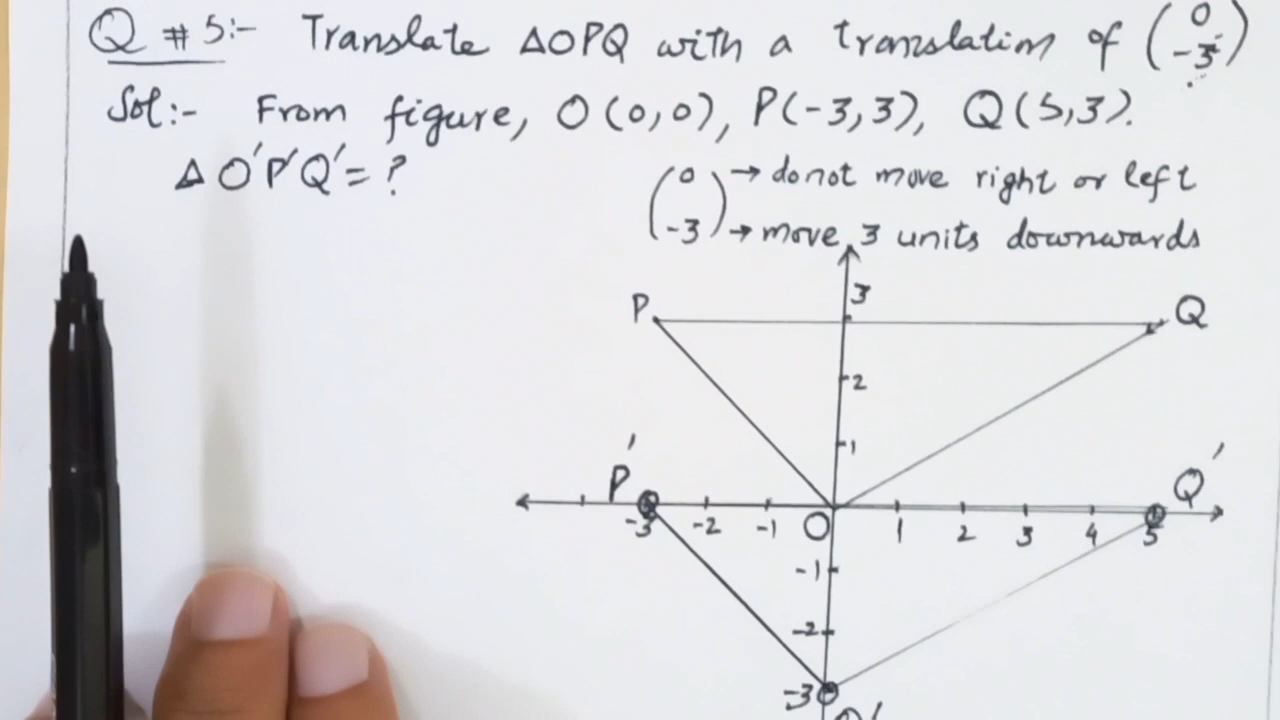 Q # 5:- Translate ΔOPQ with a translation of (0 -3)
Sol:- From figure, O(0,0), P(-3,3), Q(5,3).
Δ O'P'Q' = ?
(0 -3)
→ do not move right or left
→ move 3 units downwards
3
P
Q
2
1
P'
Q'
-3 -2 -1 O 1 2 3 4 5
-1
-2
-3
O'